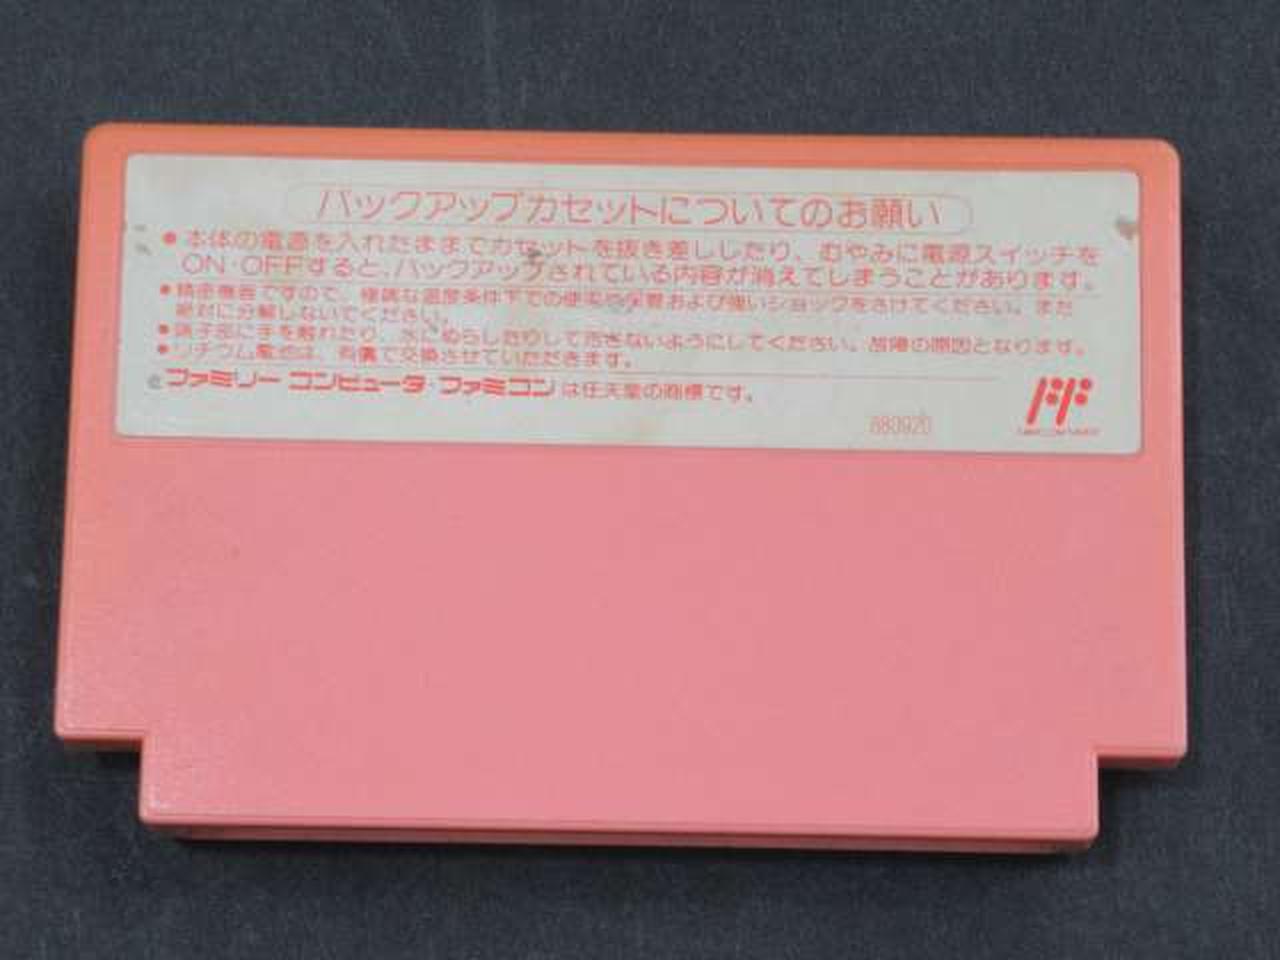 バックアップカセットについてのお願い
●本体の電源を入れたままでカセットを抜き差ししたり、むやみに電源スイッチを
ON·OFFすると、バックアップされている内容が消えてしまうことがあります。
●精密機器ですので、極端な温度条件下での使用や保管および強いショックをさけてください。また
絶対に分解しないでください。
●端子部に手を触れたり、水にぬらしたりして汚さないようにしてください。故障の原因となります。
●リチウム電池は、有償で交換させていただきます。
ファミリーコンピュータ·ファミコンは任天堂の商標です。
880920